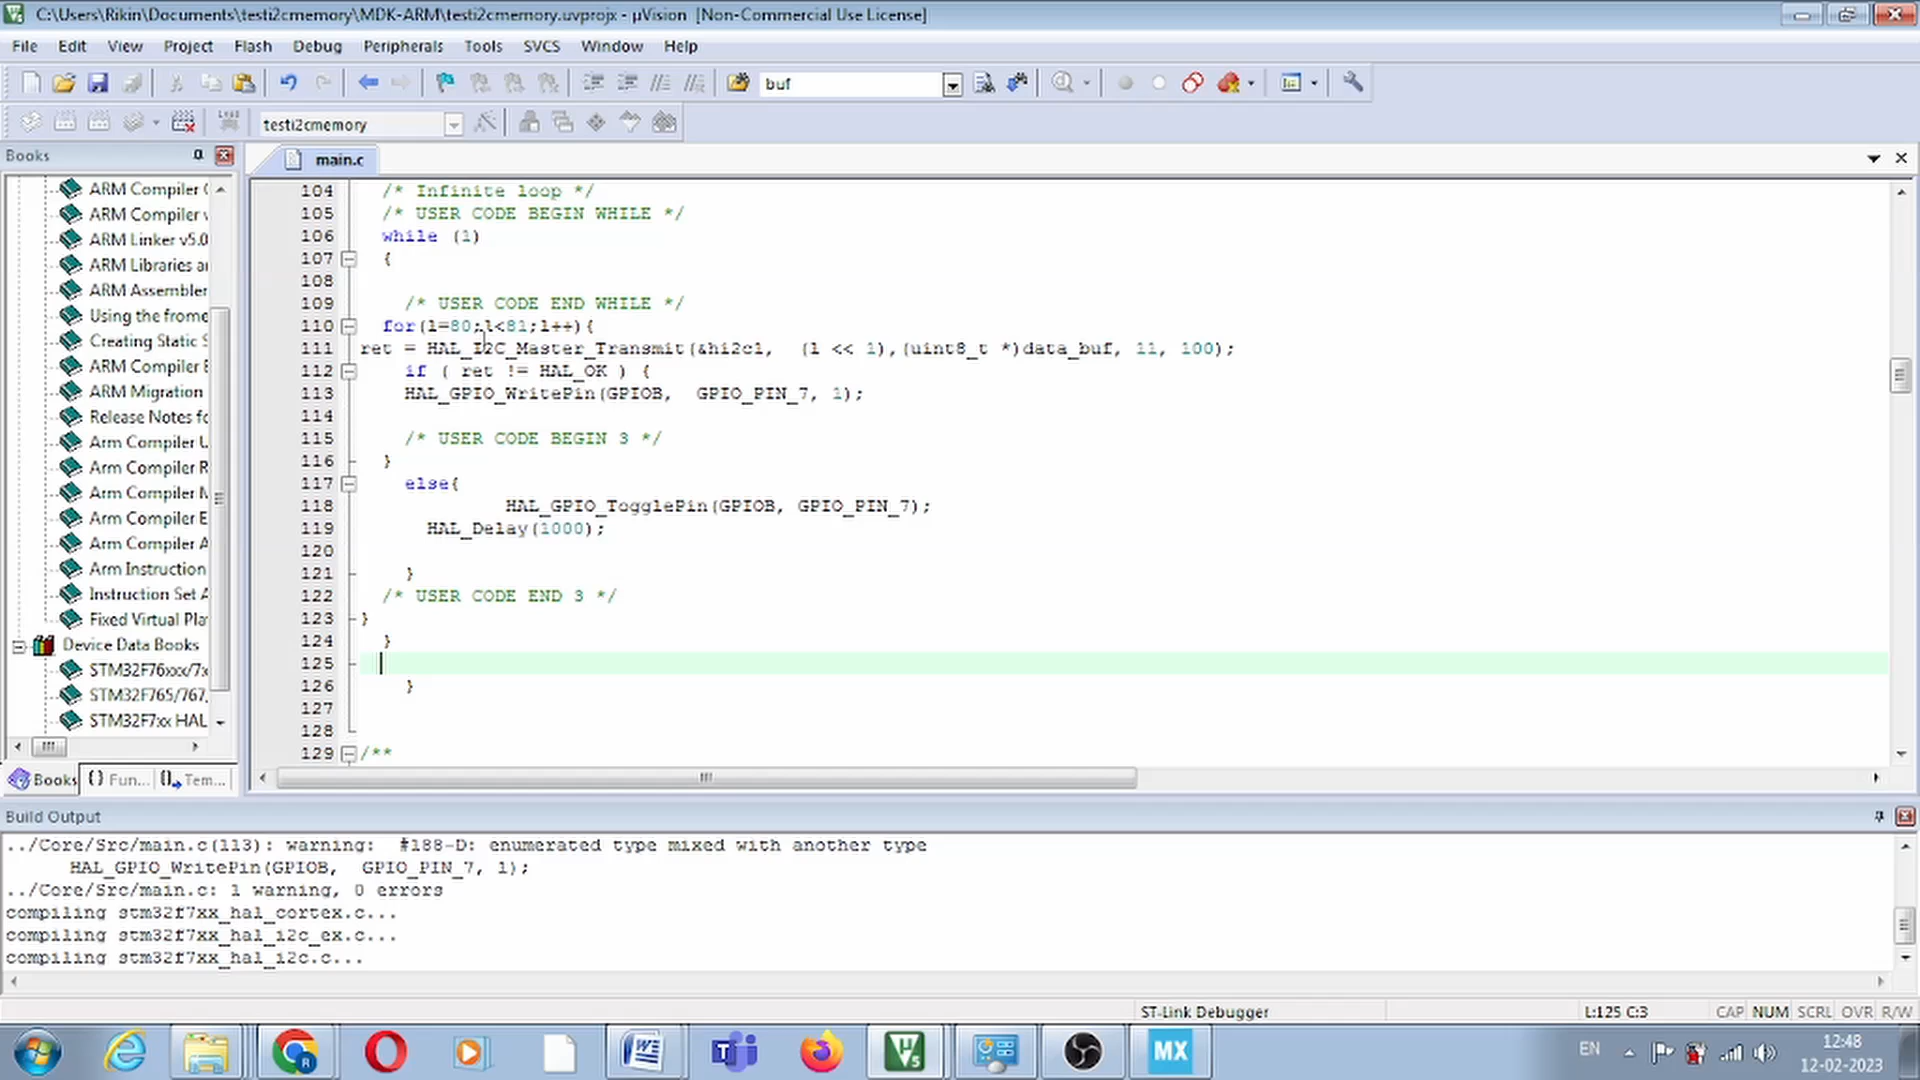 C:\Users\Rikin\Documents\testi2cmemory\MDK-ARM\testi2cmemory.uvprojx - µVision [Non-Commercial Use License]
File Edit View Project Flash Debug Peripherals Tools SVCS Window Help
buf
testi2cmemory
Books
main.c
ARM Compiler
ARM Compiler v
ARM Linker v5.0
ARM Libraries a
ARM Assembler
Using the frome
Creating Static S
ARM Compiler E
ARM Migration
Release Notes fo
Arm Compiler U
Arm Compiler R
Arm Compiler M
Arm Compiler E
Arm Compiler A
Arm Instruction
Instruction Set A
Fixed Virtual Pla
Device Data Books
STM32F76xxx/7x
STM32F765/767,
STM32F7xx HAL
Books {} Fun... Tem...
104 /* Infinite loop */
105 /* USER CODE BEGIN WHILE */
106 while (1)
107 {
108
109 /* USER CODE END WHILE */
110 for(l=80;l<81;l++){
111 ret = HAL_I2C_Master_Transmit(&hi2c1, (l << 1),(uint8_t *)data_buf, 11, 100);
112 if ( ret != HAL_OK ) {
113 HAL_GPIO_WritePin(GPIOB, GPIO_PIN_7, 1);
114
115 /* USER CODE BEGIN 3 */
116 }
117 else{
118 HAL_GPIO_TogglePin(GPIOB, GPIO_PIN_7);
119 HAL_Delay(1000);
120
121 }
122 /* USER CODE END 3 */
123 }
124 }
125
126 }
127
128
129 /**
Build Output
../Core/Src/main.c(113): warning: #188-D: enumerated type mixed with another type
HAL_GPIO_WritePin(GPIOB, GPIO_PIN_7, 1);
../Core/Src/main.c: 1 warning, 0 errors
compiling stm32f7xx_hal_cortex.c...
compiling stm32f7xx_hal_i2c_ex.c...
compiling stm32f7xx_hal_i2c.c...
ST-Link Debugger L:125 C:3 CAP NUM SCRL OVR R/W
MX
EN
12:48
12-02-2023